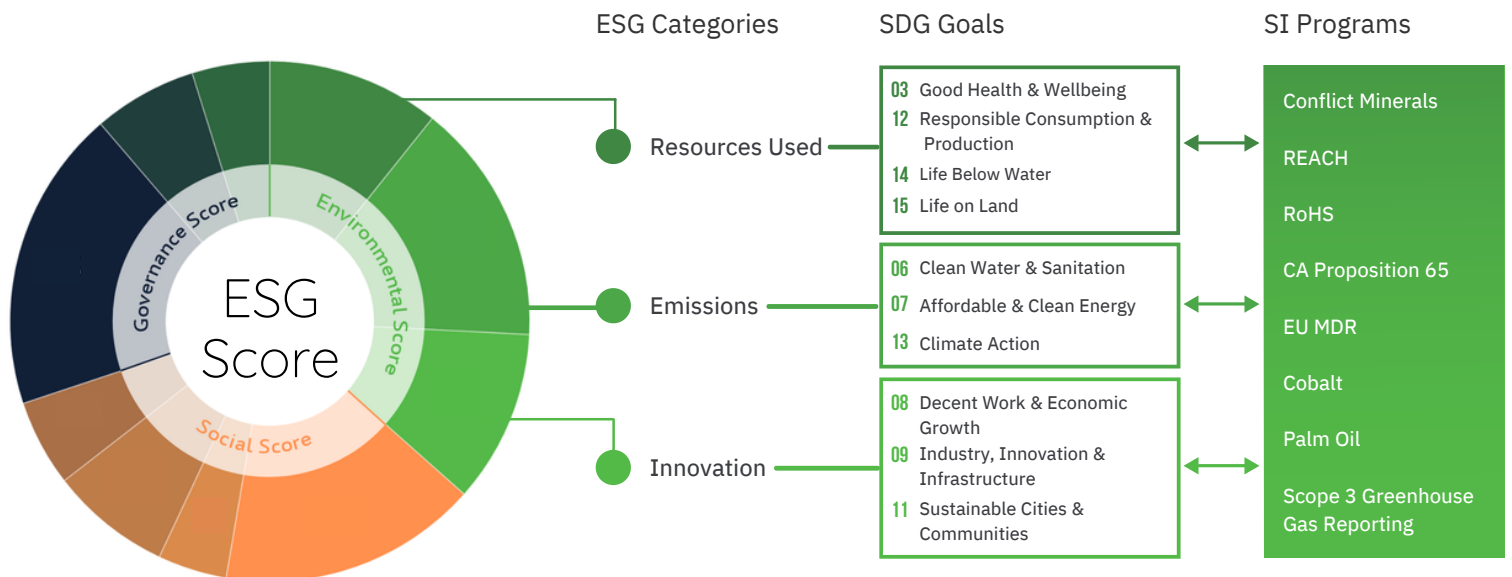 ESG Categories
SDG Goals
SI Programs
Governance Score
Environmental Score
Social Score
ESG
Score
Resources Used
03 Good Health & Wellbeing
12 Responsible Consumption &
Production
14 Life Below Water
15 Life on Land
Emissions
06 Clean Water & Sanitation
07 Affordable & Clean Energy
13 Climate Action
Innovation
08 Decent Work & Economic
Growth
09 Industry, Innovation &
Infrastructure
11 Sustainable Cities &
Communities
Conflict Minerals
REACH
RoHS
CA Proposition 65
EU MDR
Cobalt
Palm Oil
Scope 3 Greenhouse
Gas Reporting